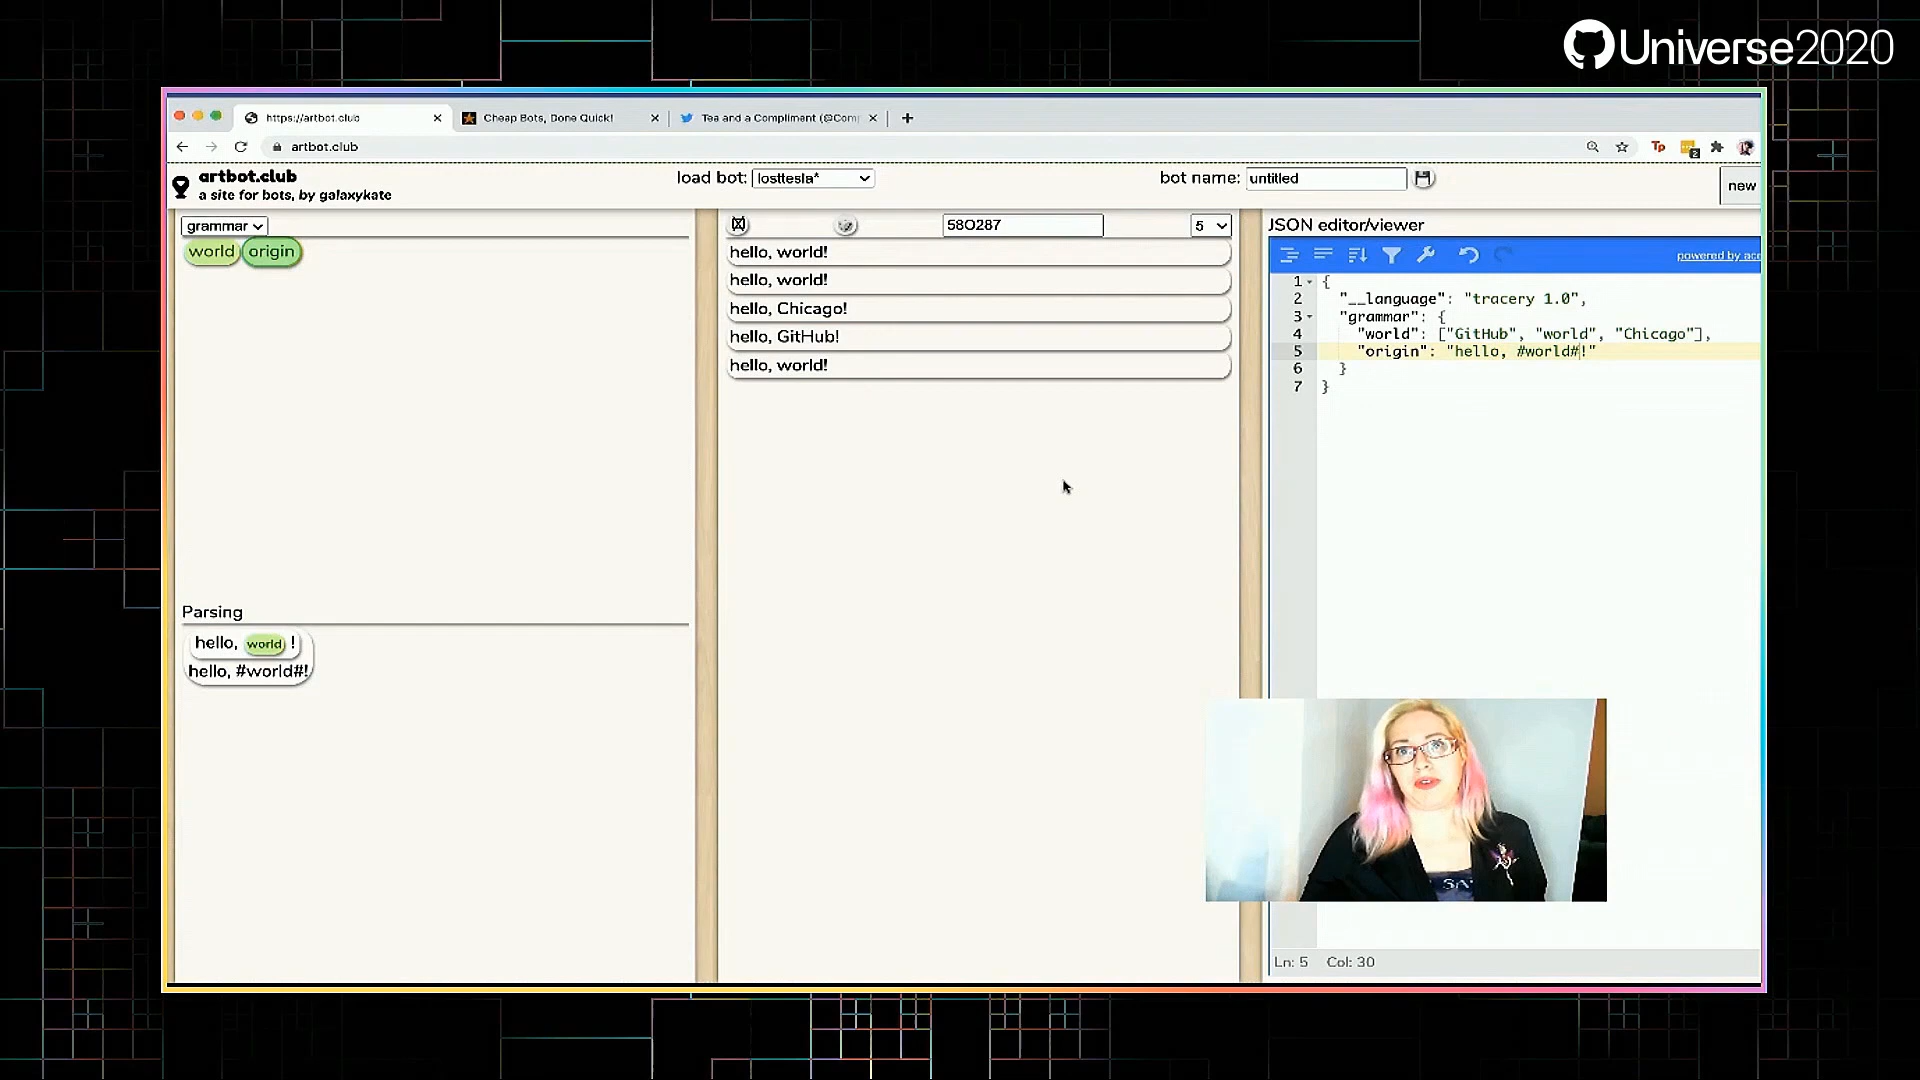 Universe2020
https://artbot.club
Cheap Bots, Done Quick!
Tea and a Compliment (@Com
artbot.club
Tp
2
artbot.club
a site for bots, by galaxykate
load bot: losttesla*
bot name: untitled
new
grammar
world origin
58O287
5
hello, world!
hello, world!
hello, Chicago!
hello, GitHub!
hello, world!
JSON editor/viewer
powered by ace
1 {
2 "__language": "tracery 1.0",
3 "grammar": {
4 "world": ["GitHub", "world", "Chicago"],
5 "origin": "hello, #world#!"
6 }
7 }
Parsing
hello, world !
hello, #world#!
SA
Ln: 5 Col: 30